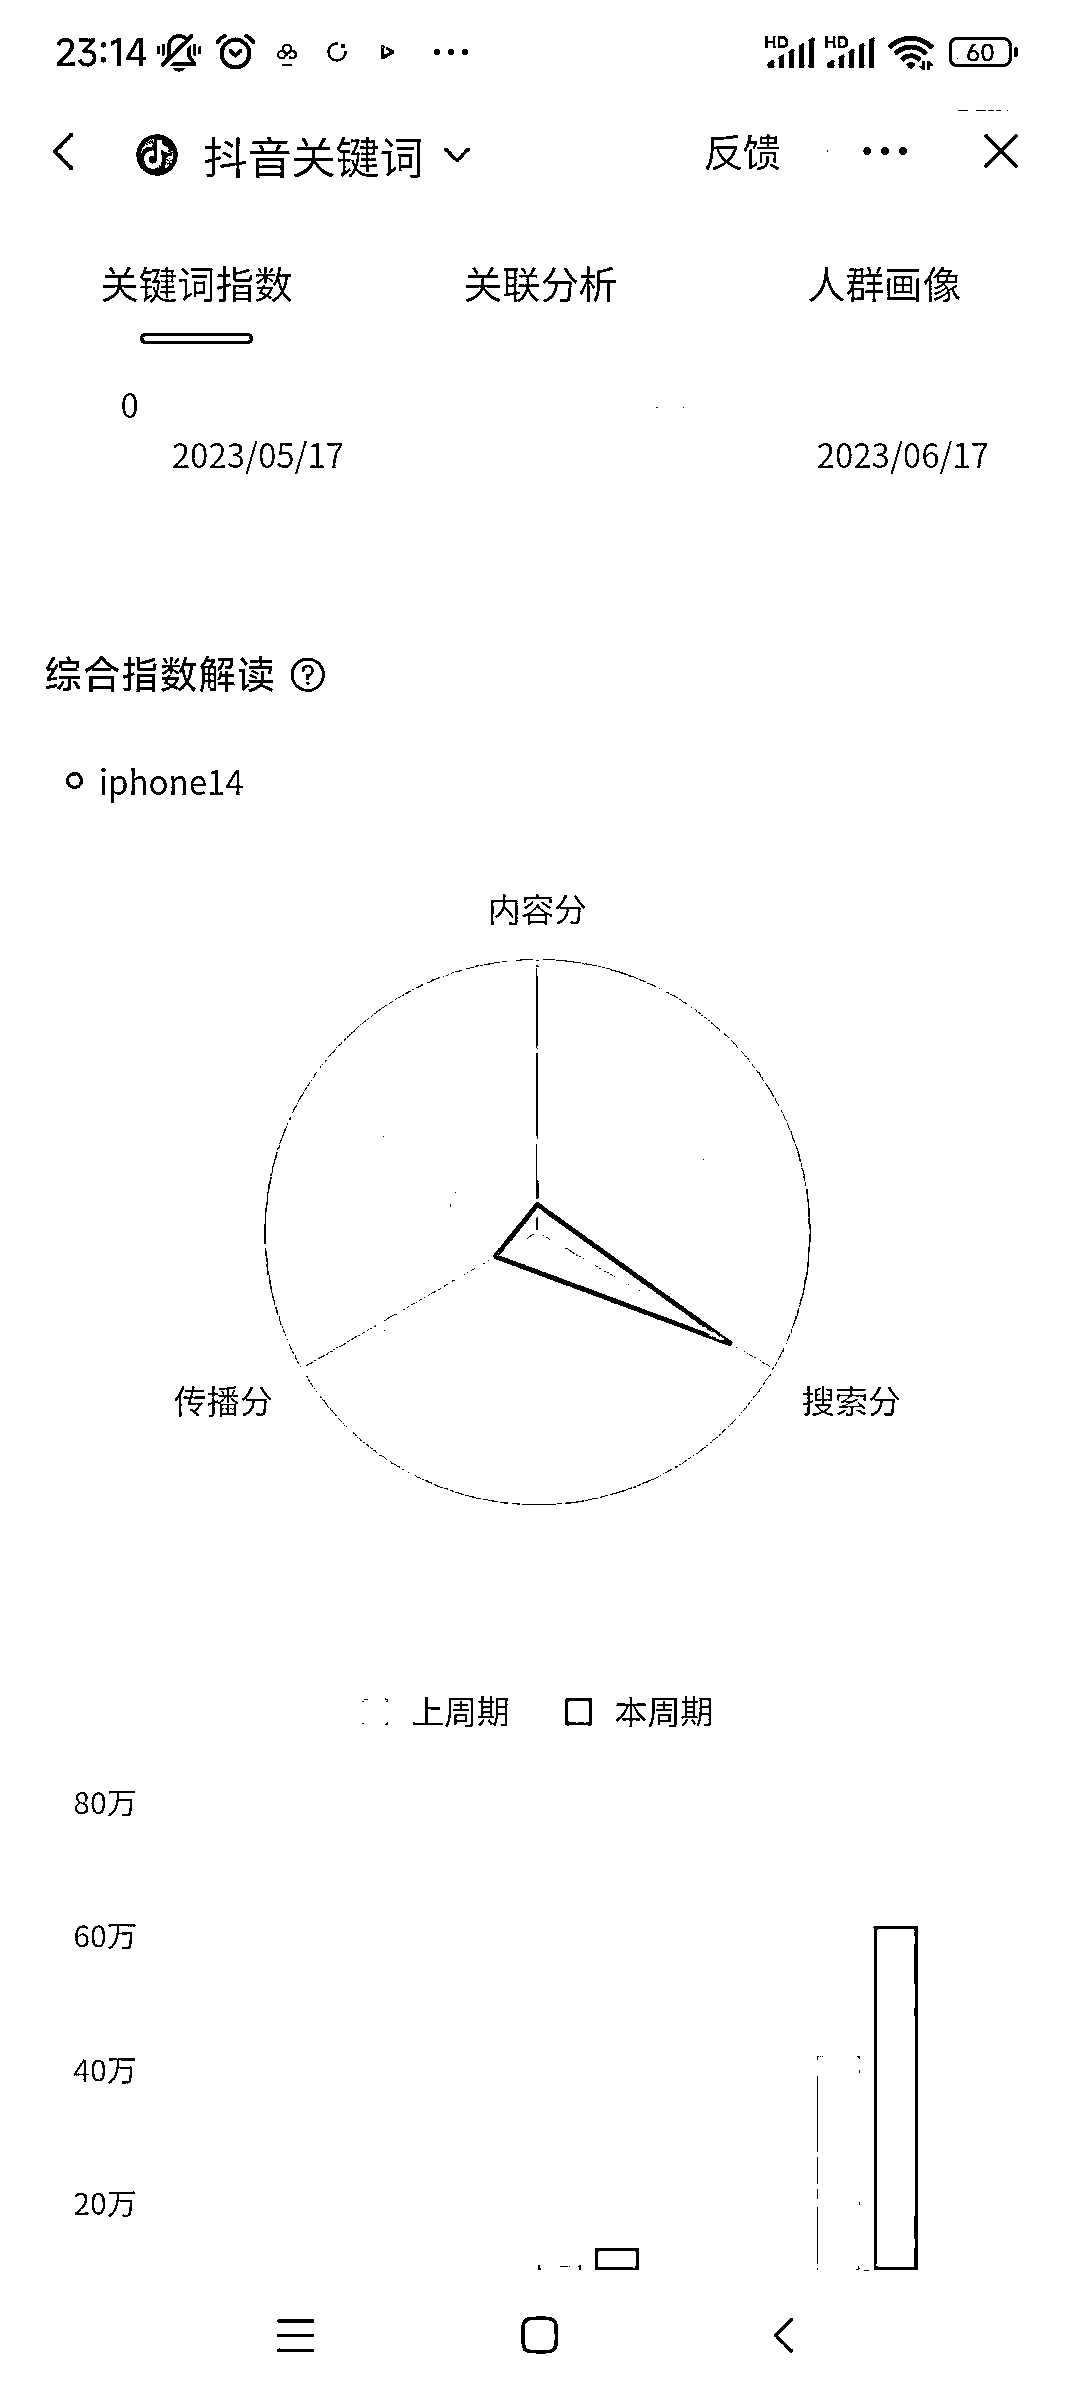 23:14 HD HD 60
抖音关键词 反馈
关键词指数 关联分析 人群画像
0
2023/05/17 2023/06/17
综合指数解读 ?
iphone14
内容分
传播分 搜索分
上周期 本周期
80万
60万
40万
20万